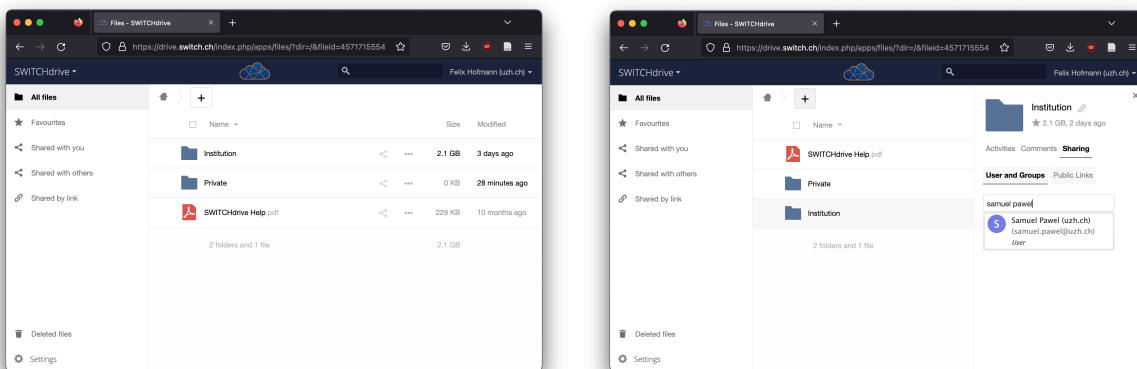 Files - SWITCHdrive
https://drive.switch.ch/index.php/apps/files/?dir=/&fileid=4571715554
SWITCHdrive
Felix Hofmann (uzh.ch)
All files
Favourites
Shared with you
Shared with others
Shared by link
Deleted files
Settings
Name Size Modified
Institution 2.1 GB 3 days ago
Private 0 KB 28 minutes ago
SWITCHdrive Help.pdf 229 KB 10 months ago
2 folders and 1 file 2.1 GB
Files - SWITCHdrive
https://drive.switch.ch/index.php/apps/files/?dir=/&fileid=4571715554
SWITCHdrive
Felix Hofmann (uzh.ch)
All files
Favourites
Shared with you
Shared with others
Shared by link
Deleted files
Settings
Name
SWITCHdrive Help.pdf
Private
Institution
2 folders and 1 file
Institution
2.1 GB, 2 days ago
Activities Comments Sharing
User and Groups Public Links
samuel pawel
S
Samuel Pawel (uzh.ch)
(samuel.pawel@uzh.ch)
User